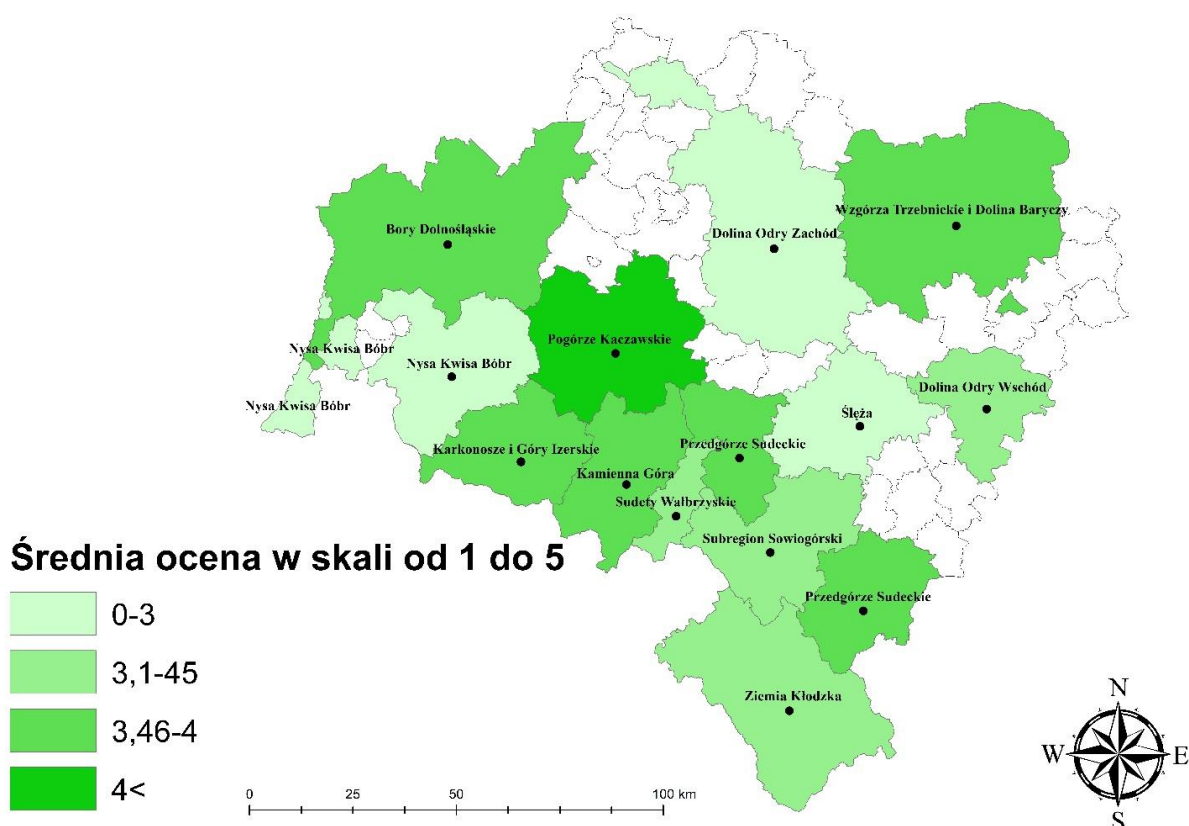 Bory Dolnośląskie
Wzgórza Trzebnickie i Dolina Baryczy
Dolina Odry Zachód
Pogórze Kaczawskie
Nysa Kwisa Bóbr
Nysa Kwisa Bóbr
Nysa Kwisa Bóbr
Dolina Odry Wschód
Ślęża
Karkonosze i Góry Izerskie
Przedgórze Sudeckie
Kamienna Góra
Sudety Wałbrzyskie
Subregion Sowiogórski
Przedgórze Sudeckie
Ziemia Kłodzka
Średnia ocena w skali od 1 do 5
0-3
3,1-45
3,46-4
4<
0 25 50 100 km
N
W E
S